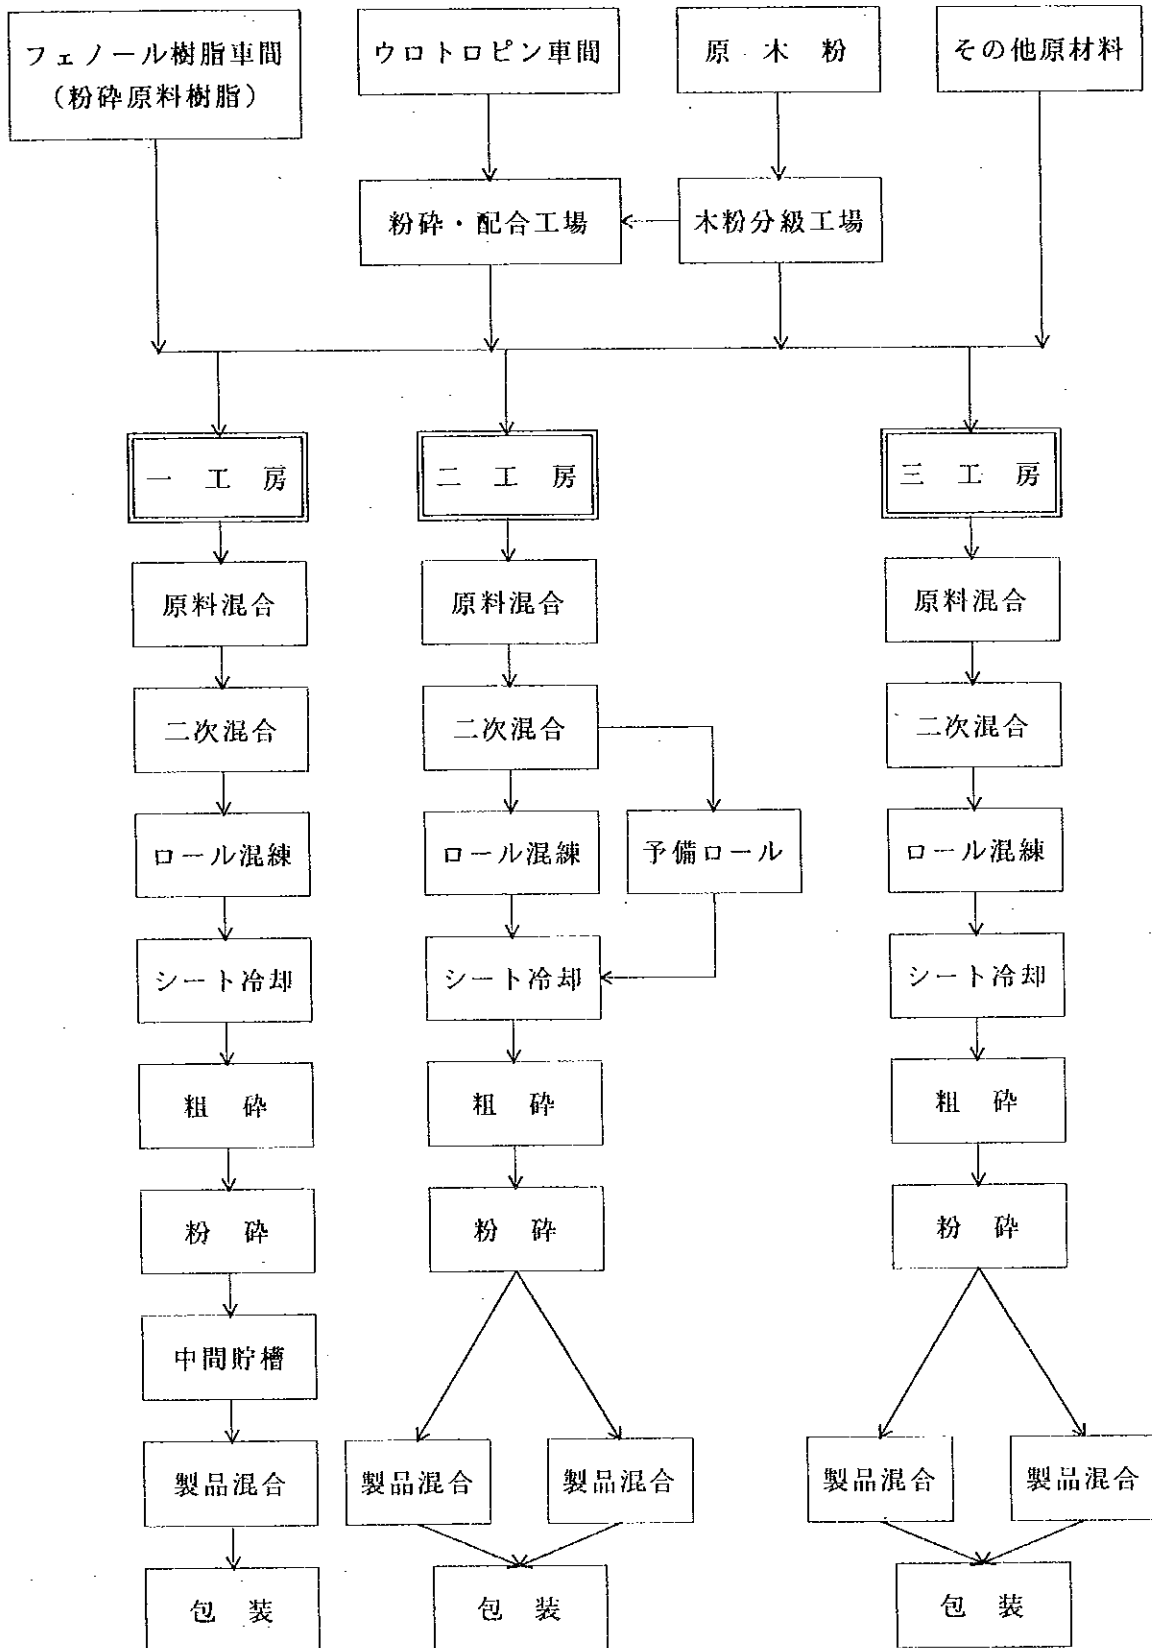 フェノール樹脂車間
(粉砕原料樹脂)
ウロトロピン車間
原木粉
その他原材料
粉砕・配合工場
木粉分級工場
一工房
二工房
三工房
原料混合
原料混合
原料混合
二次混合
二次混合
二次混合
ロール混練
ロール混練
予備ロール
ロール混練
シート冷却
シート冷却
シート冷却
粗砕
粗砕
粗砕
粉砕
粉砕
粉砕
中間貯槽
製品混合
製品混合
製品混合
製品混合
製品混合
包装
包装
包装